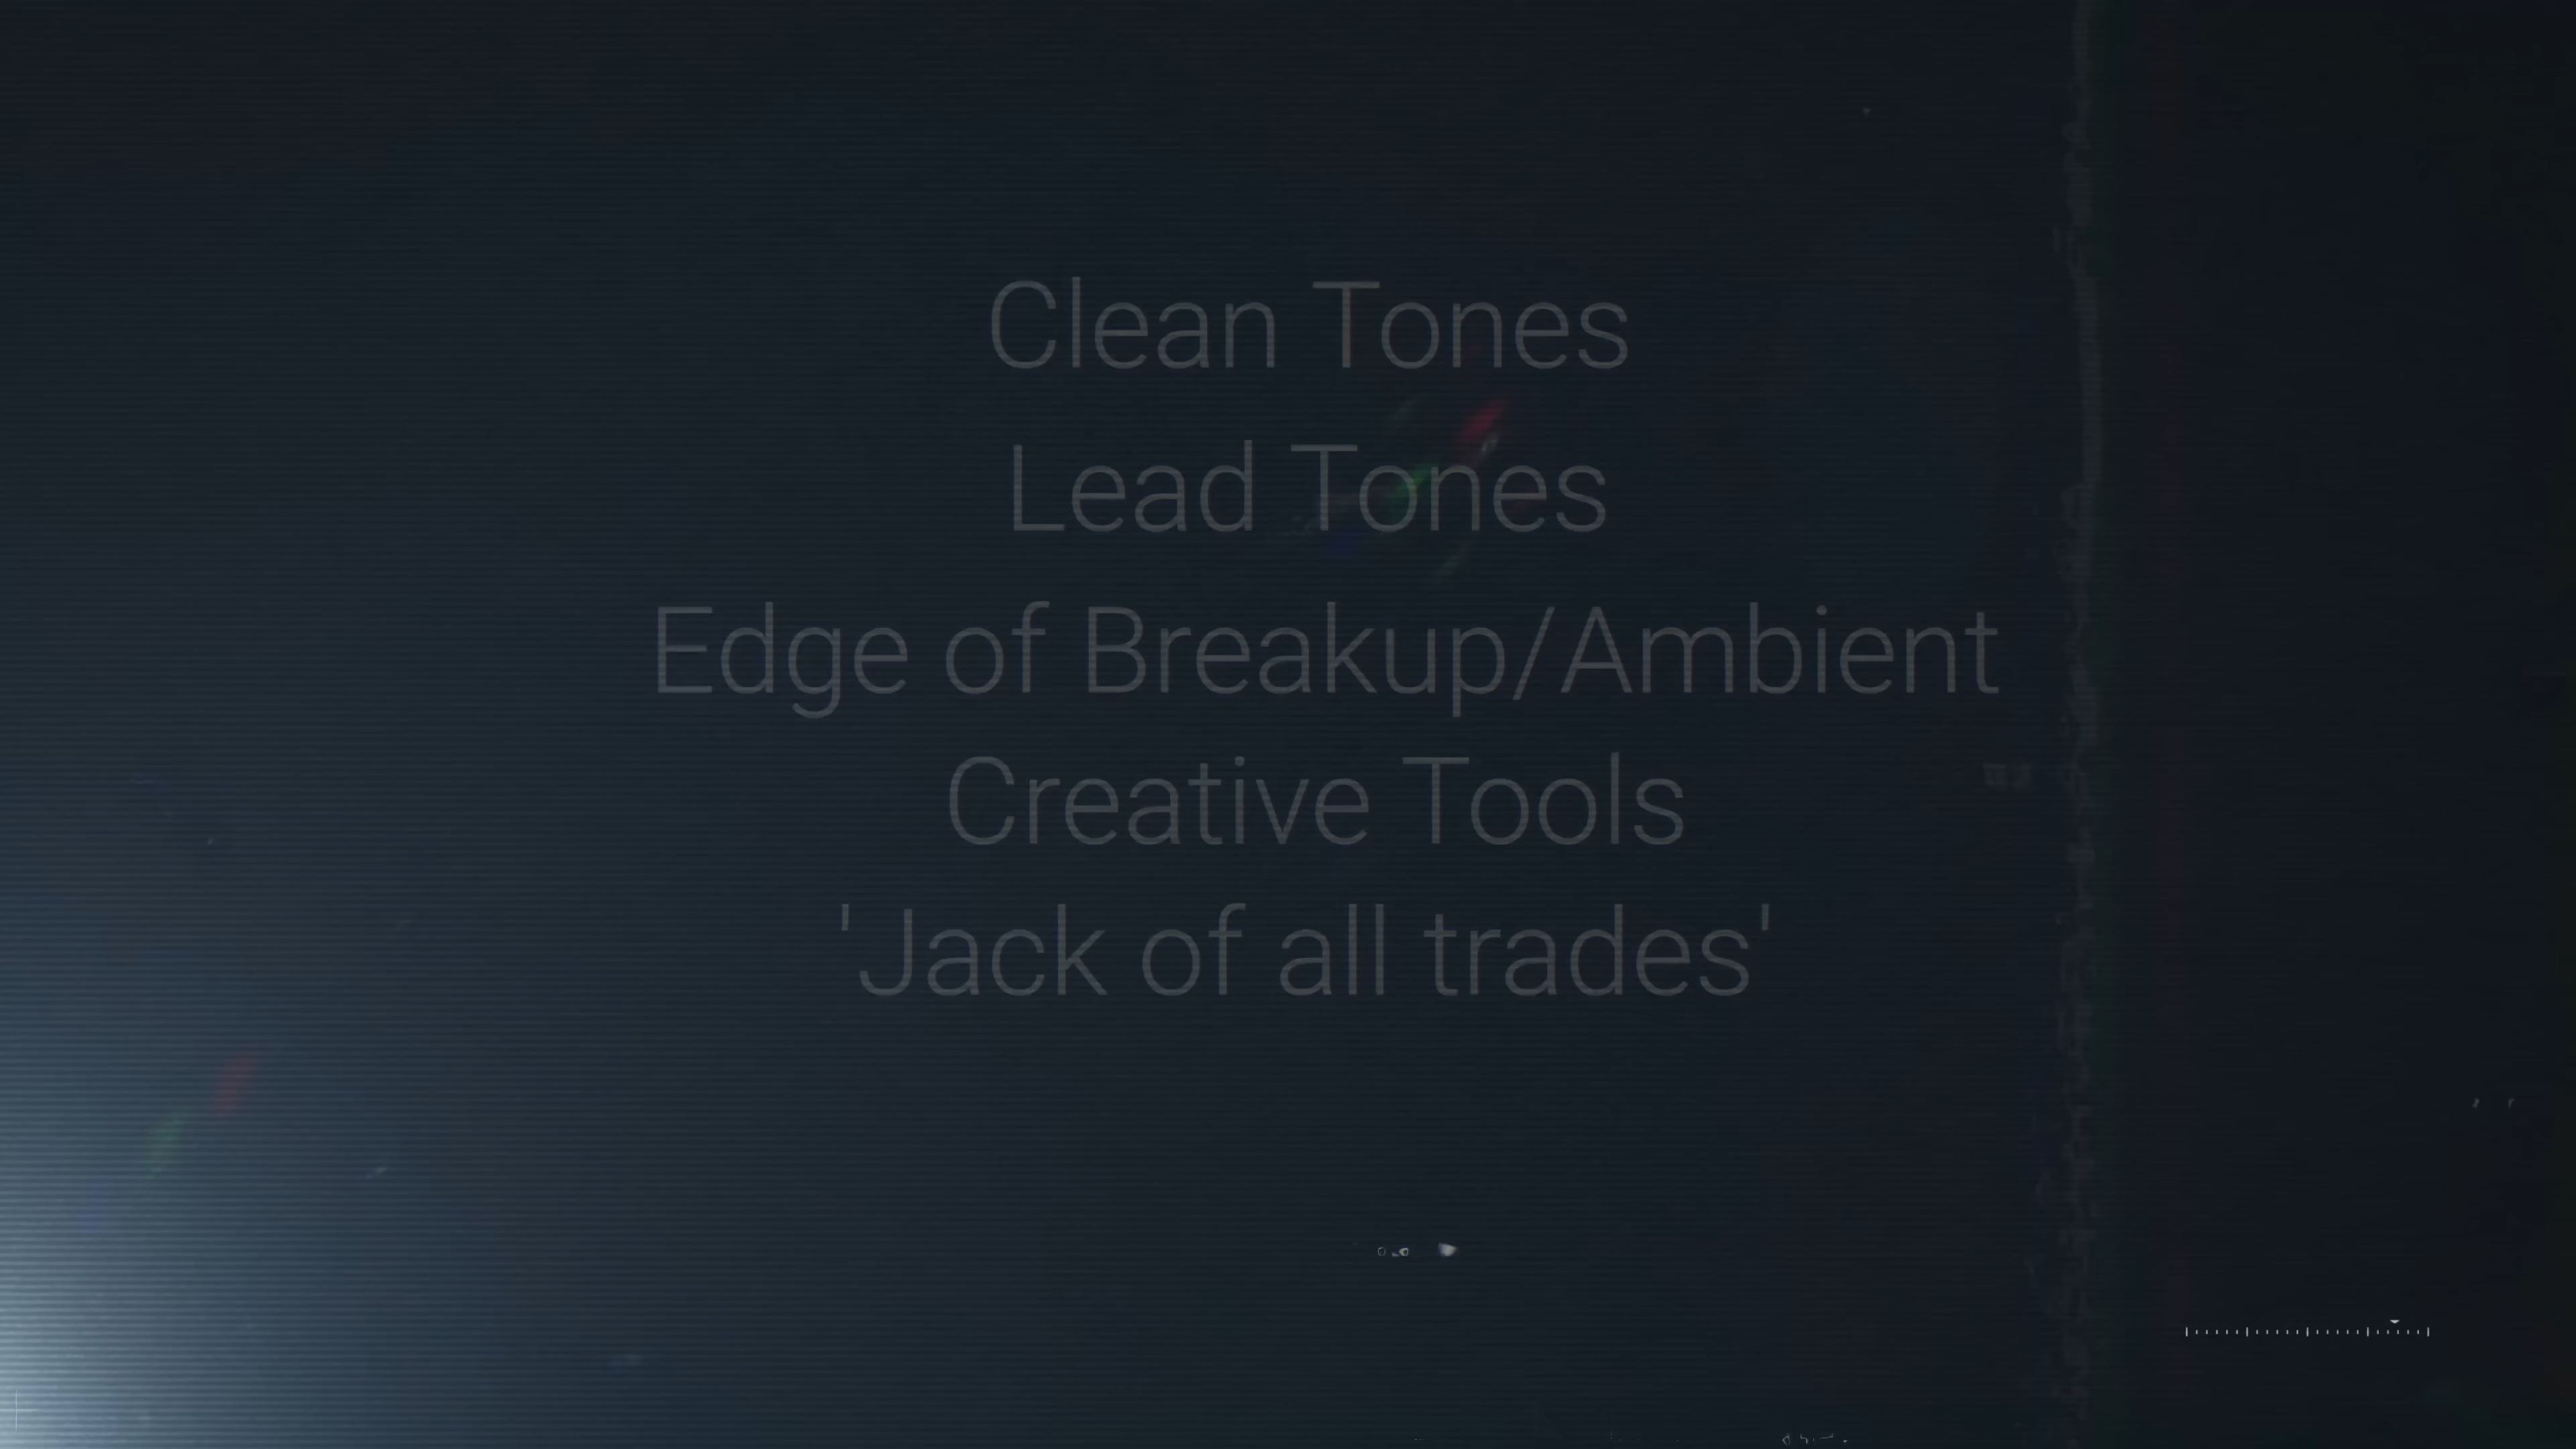 Clean Tones
Lead Tones
Edge of Breakup/Ambient
Creative Tools
'Jack of all trades'